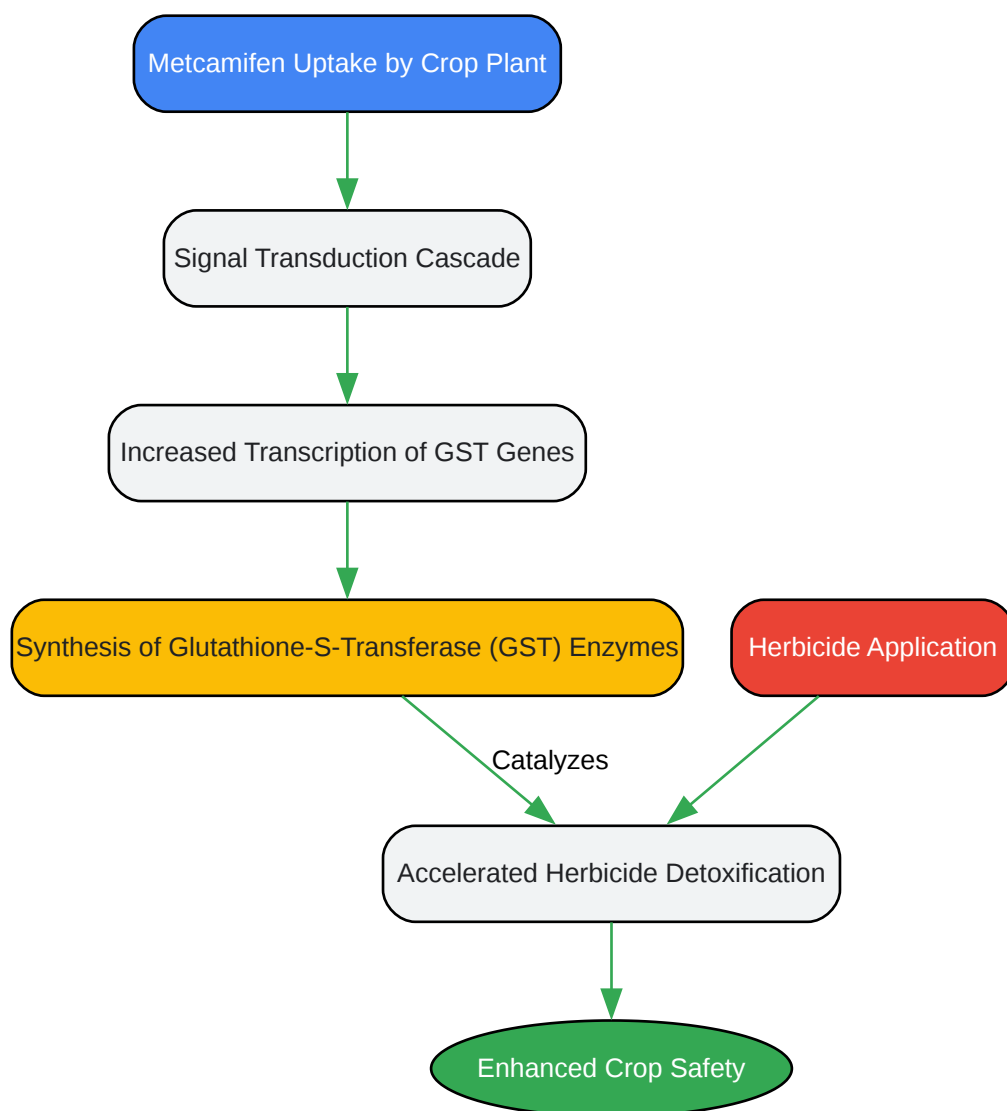 Metcamifen Uptake by Crop Plant
Signal Transduction Cascade
Increased Transcription of GST Genes
Synthesis of Glutathione-S-Transferase (GST) Enzymes
Herbicide Application
Catalyzes
Accelerated Herbicide Detoxification
Enhanced Crop Safety